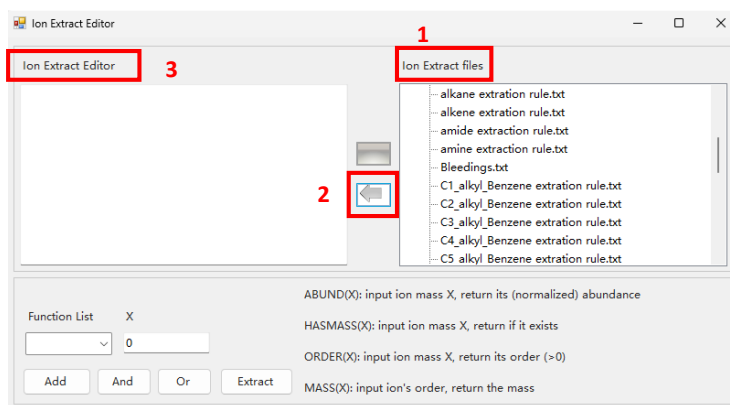 Ion Extract Editor
1
Ion Extract Editor
3
Ion Extract files
alkane extration rule.txt
alkene extration rule.txt
amide extraction rule.txt
amine extraction rule.txt
Bleedings.txt
2
C1_alkyl_Benzene extration rule.txt
C2_alkyl_Benzene extration rule.txt
C3_alkyl_Benzene extration rule.txt
C4_alkyl_Benzene extration rule.txt
C5 alkyl Benzene extration rule.txt
Function List
X
0
Add
And
Or
Extract
ABUND(X): input ion mass X, return its (normalized) abundance
HASMASS(X): input ion mass X, return if it exists
ORDER(X): input ion mass X, return its order (>0)
MASS(X): input ion's order, return the mass